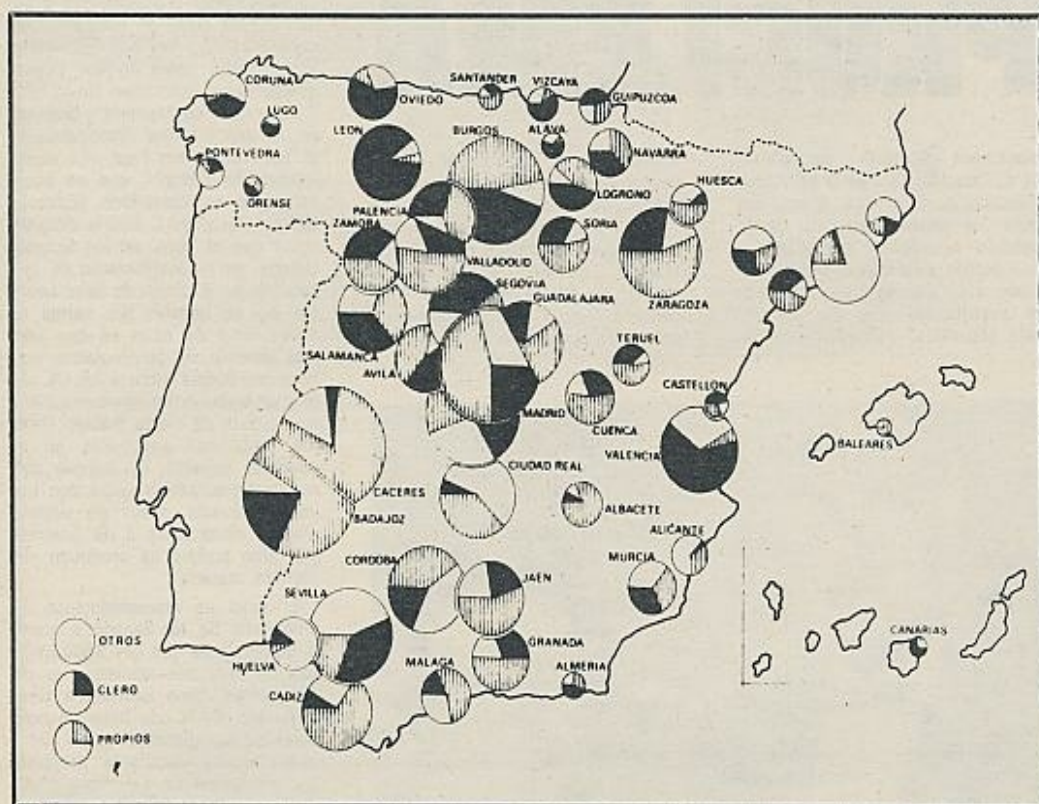 CORUÑA
LUGO
PONTEVEDRA
ORENSE
OVIEDO
SANTANDER
VIZCAYA
GUIPUZCOA
LEON
BURGOS
ALAVA
NAVARRA
LOGROÑO
HUESCA
PALENCIA
ZAMORA
SORIA
VALLADOLID
SEGOVIA
GUADALAJARA
ZARAGOZA
SALAMANCA
AVILA
TERUEL
MADRID
CUENCA
CASTELLON
VALENCIA
BALEARES
CIUDAD REAL
CACERES
BADAJOZ
ALBACETE
ALICANTE
MURCIA
CORDOBA
SEVILLA
JAEN
GRANADA
HUELVA
MALAGA
ALMERIA
CADIZ
CANARIAS
OTROS
CLERO
PROPIOS